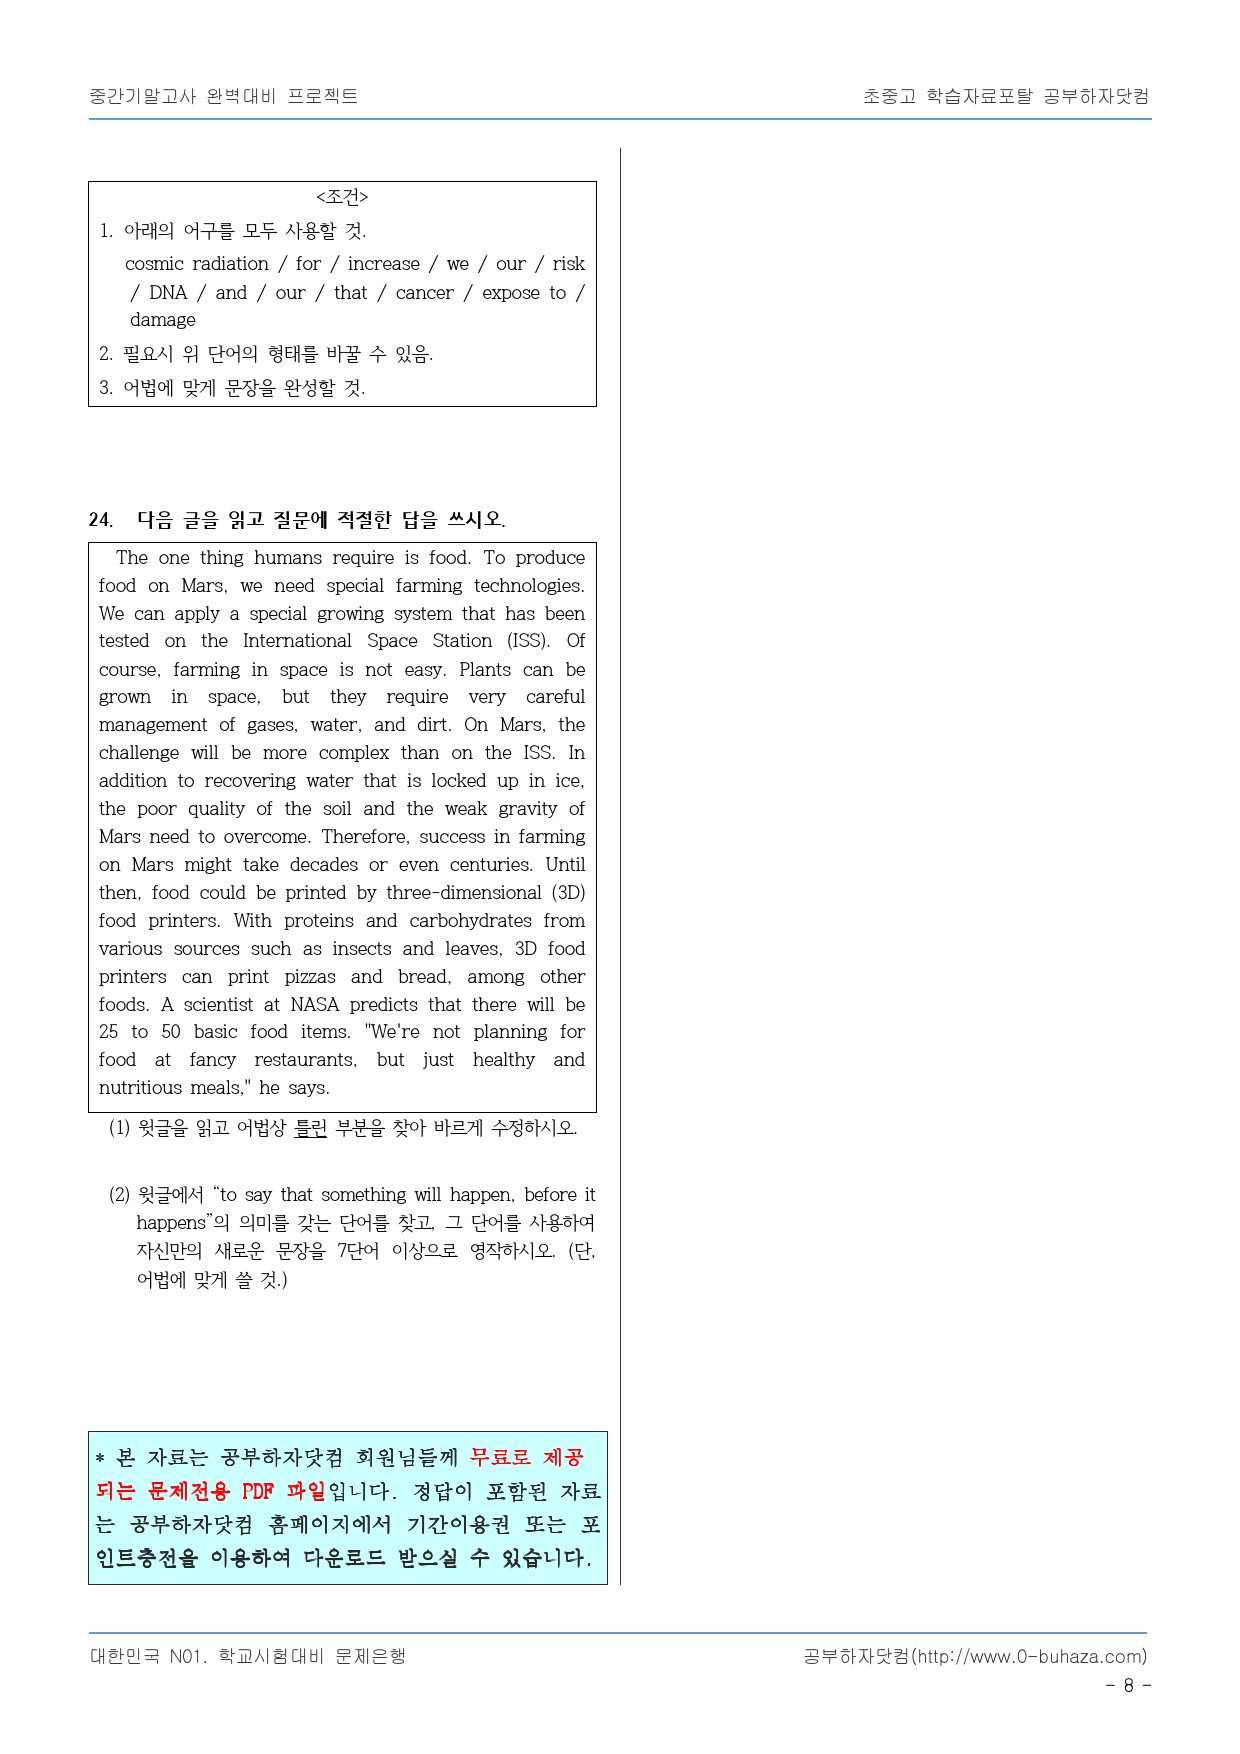 중간기말고사 완벽대비 프로젝트
초중고 학습자료포탈 공부하자닷컴
<조건>
1. 아래의 어구를 모두 사용할 것.
cosmic radiation / for / increase / we / our / risk
/ DNA / and / our / that / cancer / expose to /
damage
2. 필요시 위 단어의 형태를 바꿀 수 있음.
3. 어법에 맞게 문장을 완성할 것.
24. 다음 글을 읽고 질문에 적절한 답을 쓰시오.
The one thing humans require is food. To produce
food on Mars, we need special farming technologies.
We can apply a special growing system that has been
tested on the International Space Station (ISS). Of
course, farming in space is not easy. Plants can be
grown in space, but they require very careful
management of gases, water, and dirt. On Mars, the
challenge will be more complex than on the ISS. In
addition to recovering water that is locked up in ice,
the poor quality of the soil and the weak gravity of
Mars need to overcome. Therefore, success in farming
on Mars might take decades or even centuries. Until
then, food could be printed by three-dimensional (3D)
food printers. With proteins and carbohydrates from
various sources such as insects and leaves, 3D food
printers can print pizzas and bread, among other
foods. A scientist at NASA predicts that there will be
25 to 50 basic food items. "We're not planning for
food at fancy restaurants, but just healthy and
nutritious meals," he says.
(1) 윗글을 읽고 어법상 틀린 부분을 찾아 바르게 수정하시오.
(2) 윗글에서 “to say that something will happen, before it
happens”의 의미를 갖는 단어를 찾고, 그 단어를 사용하여
자신만의 새로운 문장을 7단어 이상으로 영작하시오. (단,
어법에 맞게 쓸 것.)
* 본 자료는 공부하자닷컴 회원님들께 무료로 제공
되는 문제전용 PDF 파일입니다. 정답이 포함된 자료
는 공부하자닷컴 홈페이지에서 기간이용권 또는 포
인트충전을 이용하여 다운로드 받으실 수 있습니다.
대한민국 N01. 학교시험대비 문제은행
공부하자닷컴(http://www.0-buhaza.com)
- 8 -